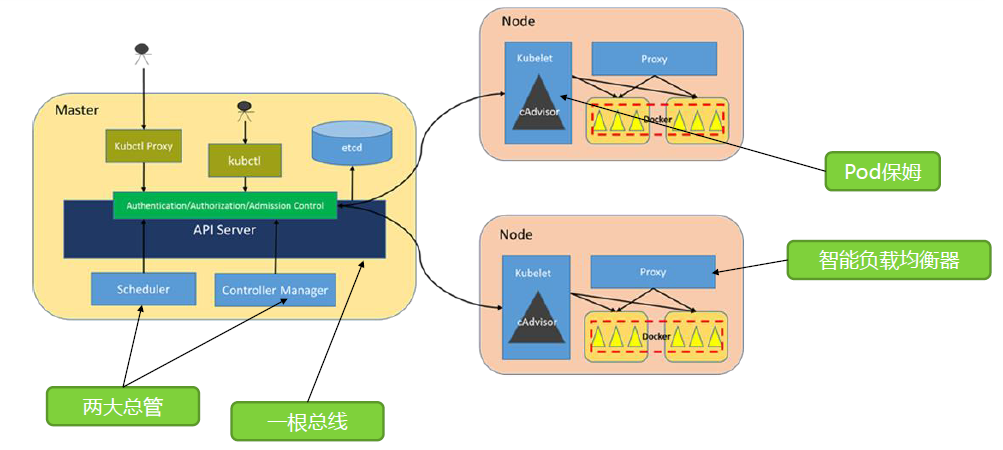 Master
Kubctl Proxy
kubctl
etcd
Authentication/Authorization/Admission Control
API Server
Scheduler
Controller Manager
两大总管
一根总线
Node
Kubelet
cAdvisor
Proxy
Docker
Pod保姆
Node
Kubelet
cAdvisor
Proxy
Docker
智能负载均衡器